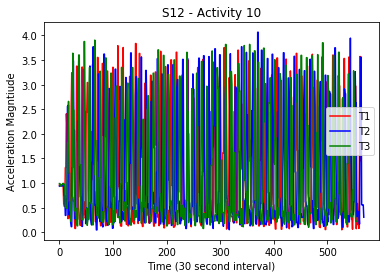 S12 - Activity 10
Acceleration Magntiude
4.0
3.5
3.0
2.5
2.0
1.5
1.0
0.5
0.0
T1
T2
T3
0 100 200 300 400 500
Time (30 second interval)